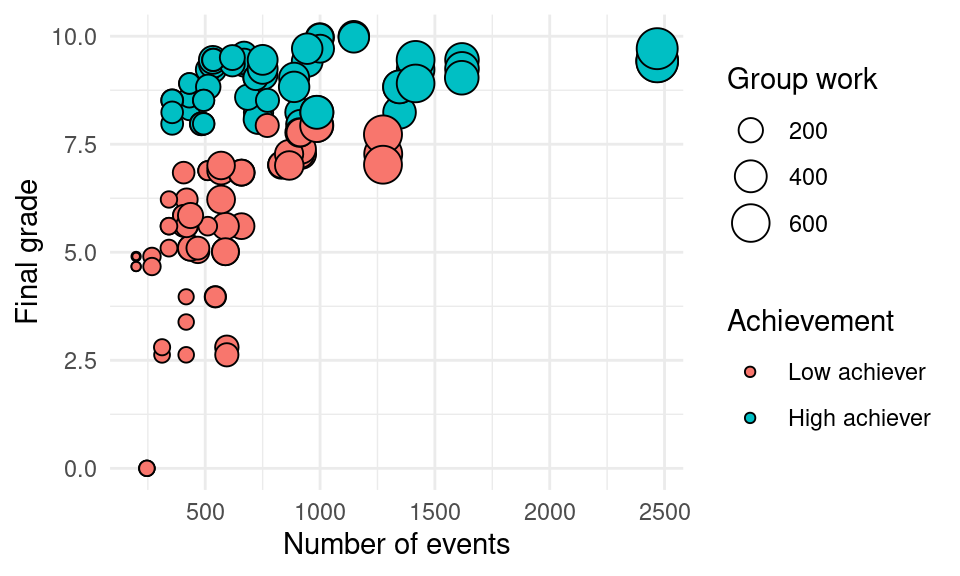 10.0
7.5
5.0
2.5
0.0
Final grade
500 1000 1500 2000 2500
Number of events
Group work
200
400
600
Achievement
Low achiever
High achiever